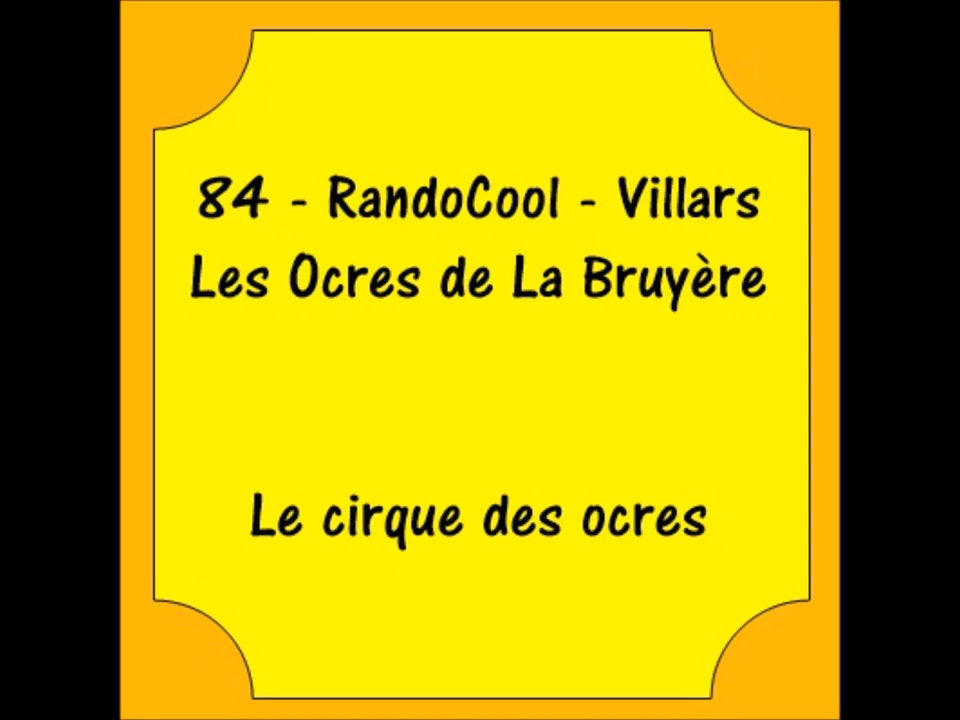 84 - RandoCool - Villars
Les Ocres de La Bruyère
Le cirque des ocres